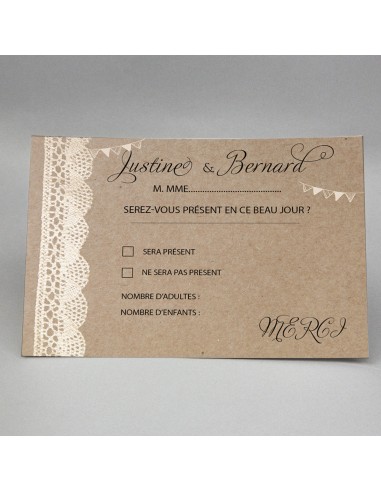 Justine & Bernard
M. MME......................................
SEREZ-VOUS PRÉSENT EN CE BEAU JOUR ?
SERA PRÉSENT
NE SERA PAS PRESENT
NOMBRE D'ADULTES :
NOMBRE D'ENFANTS :
MERCI